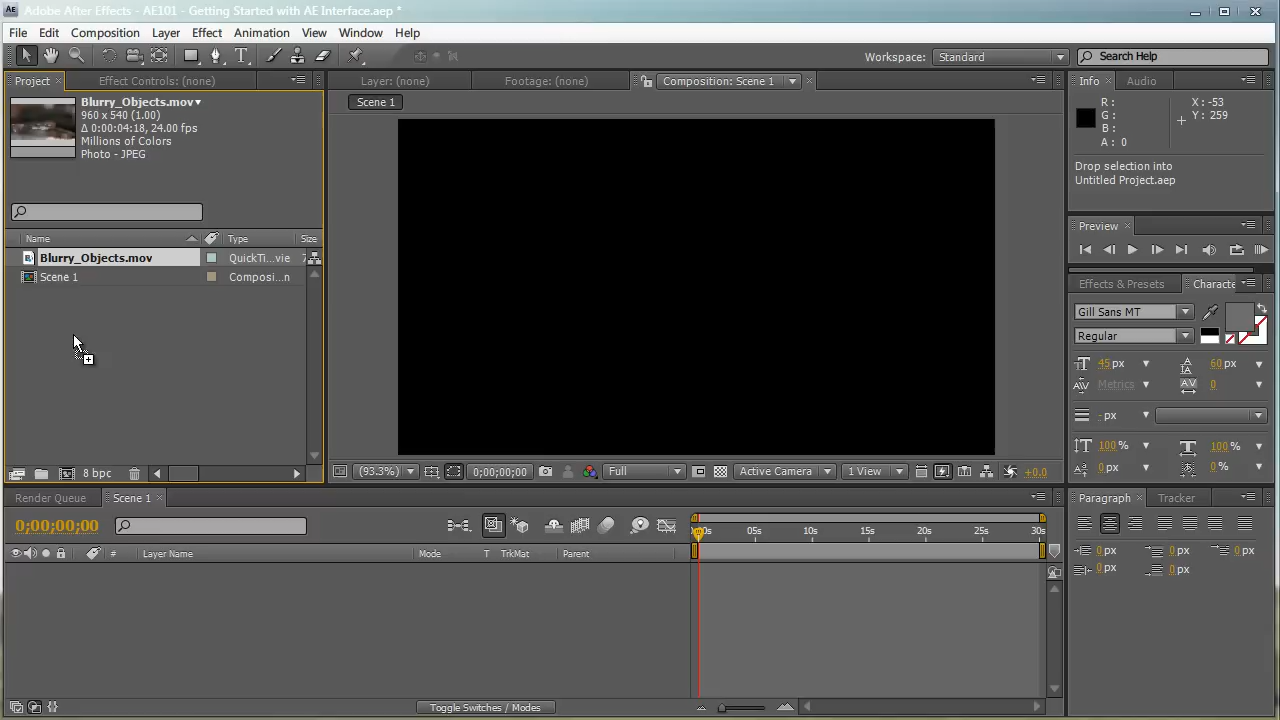 Adobe After Effects - AE101 - Getting Started with AE Interface.aep *
File Edit Composition Layer Effect Animation View Window Help
Workspace: Standard Search Help
Project Effect Controls: (none) Layer: (none) Footage: (none) Composition: Scene 1 Info Audio
Blurry_Objects.mov
960 x 540 (1.00)
Δ 0:00:04:18, 24.00 fps
Millions of Colors
Photo - JPEG
Scene 1
R: X: -53
G: Y: 259
B:
A: 0
Drop selection into
Untitled Project.aep
Preview
Name Type Size
Blurry_Objects.mov QuickTi...vie 7
Scene 1 Composi...n
Effects & Presets Characte
Gill Sans MT
Regular
45 px 60 px
Metrics 0
- px
100 % 100 %
0 px 0 %
8 bpc
(93.3%) 0;00;00;00 Full Active Camera 1 View +0.0
Render Queue Scene 1
Paragraph Tracker
0;00;00;00
00s 05s 10s 15s 20s 25s 30s
# Layer Name Mode T TrkMat Parent
0 px 0 px 0 px
0 px 0 px
Toggle Switches / Modes